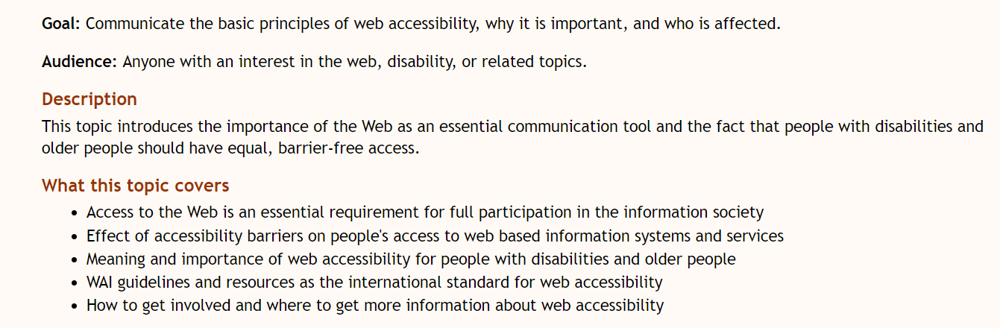 Goal: Communicate the basic principles of web accessibility, why it is important, and who is affected.
Audience: Anyone with an interest in the web, disability, or related topics.
Description
This topic introduces the importance of the Web as an essential communication tool and the fact that people with disabilities and
older people should have equal, barrier-free access.
What this topic covers
• Access to the Web is an essential requirement for full participation in the information society
• Effect of accessibility barriers on people's access to web based information systems and services
• Meaning and importance of web accessibility for people with disabilities and older people
• WAI guidelines and resources as the international standard for web accessibility
• How to get involved and where to get more information about web accessibility